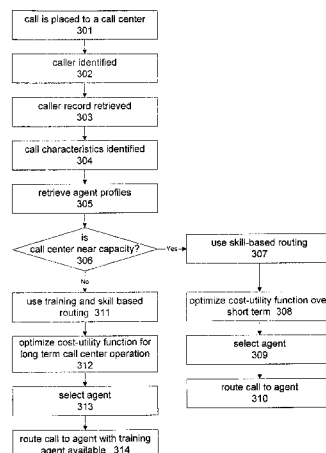 call is placed to a call center
301
caller identified
302
caller record retrieved
303
call characteristics identified
304
retrieve agent profiles
305
is
call center near capacity?
306
Yes
No
use skill-based routing
307
optimize cost-utility function over
short term 308
select agent
309
route call to agent
310
use training and skill based
routing 311
optimize cost-utility function for
long term call center operation
312
select agent
313
route call to agent with training
agent available 314